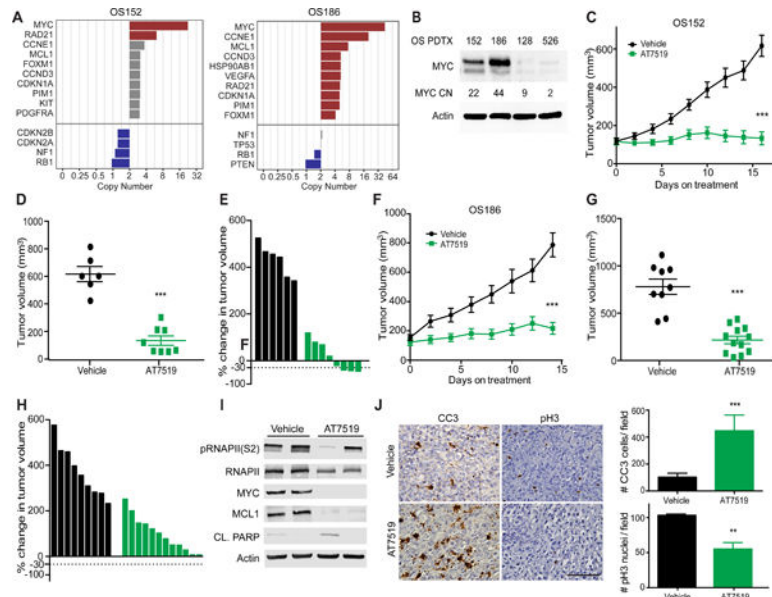 A
OS152
MYC
RAD21
CCNE1
MCL1
FOXM1
CCND3
CDKN1A
PIM1
KIT
PDGFRA
CDKN2B
CDKN2A
NF1
RB1
0 0.5 1 2 4 8 16 32
Copy Number
OS186
MYC
CCNE1
MCL1
CCND3
HSP90AB1
VEGFA
RAD21
CDKN1A
PIM1
FOXM1
NF1
TP53
RB1
PTEN
0 0.5 1 2 4 8 16 32 64
Copy Number
B
OS PDTX 152 186 128 526
MYC
MYC CN 22 44 9 2
Actin
C
OS152
Vehicle
AT7519
Tumor volume (mm³)
800
600
400
200
0
***
0 5 10 15
Days on treatment
D
Tumor volume (mm³)
1000
800
600
400
200
0
***
Vehicle AT7519
E
% change in tumor volume
600
400
200
0
-30
-100
F
F
OS186
Vehicle
AT7519
Tumor volume (mm³)
1000
800
600
400
200
0
***
0 5 10 15
Days on treatment
G
Tumor volume (mm³)
1500
1000
500
0
***
Vehicle AT7519
H
% change in tumor volume
600
400
200
0
-30
-100
I
Vehicle AT7519
pRNAPII(S2)
RNAPII
MYC
MCL1
CL. PARP
Actin
J
CC3 pH3
Vehicle
AT7519
# CC3 cells/ field
600
400
200
0
***
Vehicle AT7519
# pH3 nuclei / field
100
50
0
**
Vehicle AT7519